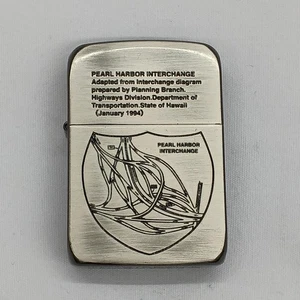 PEARL HARBOR INTERCHANGE
Adapted from Interchange diagram
prepared by Planning Branch.
Highways Division.Department of
Transportation.State of Hawaii
(January 1994)
PEARL HARBOR
INTERCHANGE